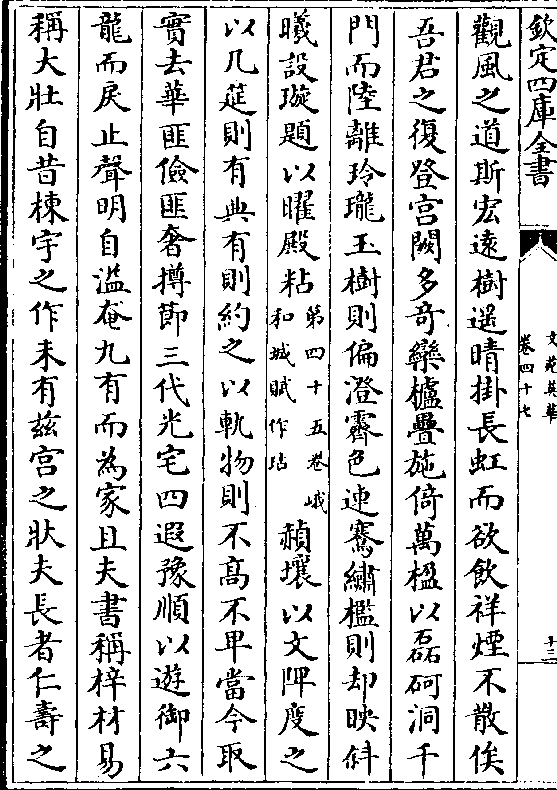 欽定四庫全書
文苑英華
卷四十七
十三
觀風之道斯宏遠樹遥晴掛長虹而欲飲祥煙不散俟
吾君之復登宫闕多奇欒櫨疊施倚萬楹以磊砢洞千
門而陸離玲瓏玉樹則偏澄霽色連騫繡檻則却映斜
曦設璇題以曜殿粘第四十五卷峨和城賦作玷赬壤以文陛度之
以几筵則有典有則約之以軌物則不髙不卑當今取
實去華匪儉匪奢撙節三代光宅四遐豫順以遊御六
龍而戾止聲明自溢奄九有而為家且夫書稱梓材易
稱大壯自昔棟宇之作未有兹宫之狀夫長者仁壽之